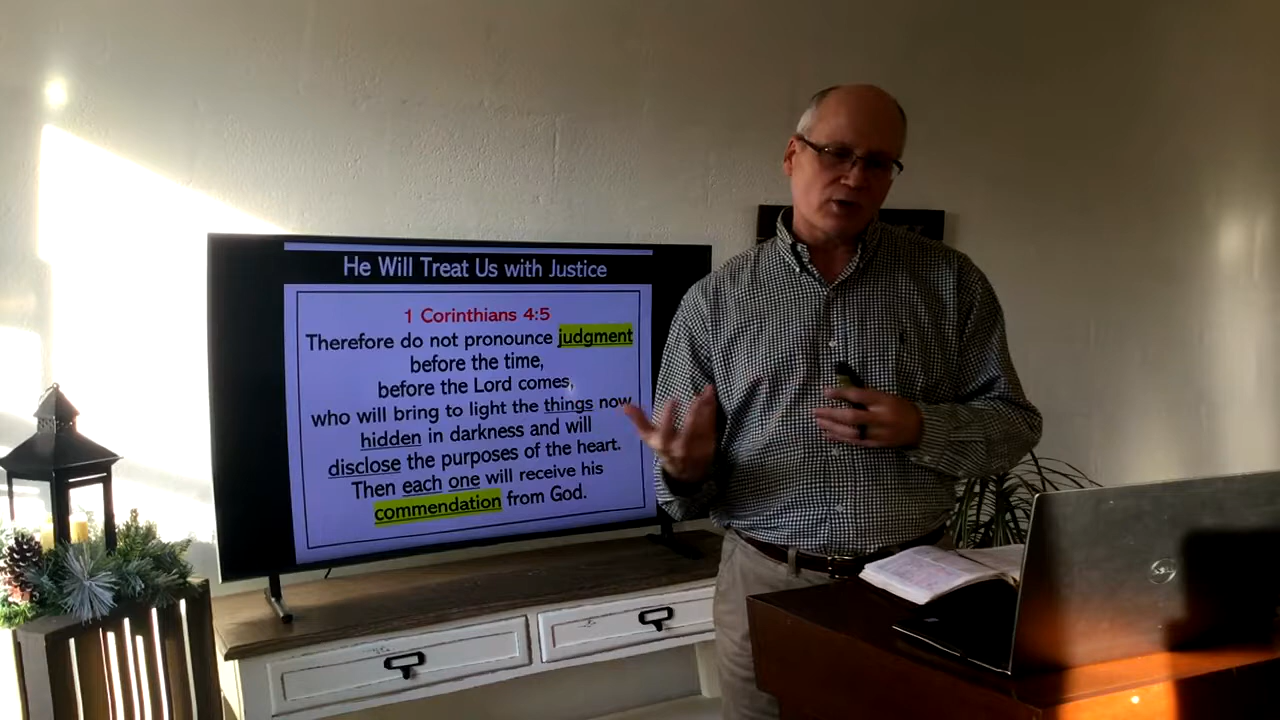 He Will Treat Us with Justice
1 Corinthians 4:5
Therefore do not pronounce judgment
before the time,
before the Lord comes,
who will bring to light the things now
hidden in darkness and will
disclose the purposes of the heart.
Then each one will receive his
commendation from God.
DELL